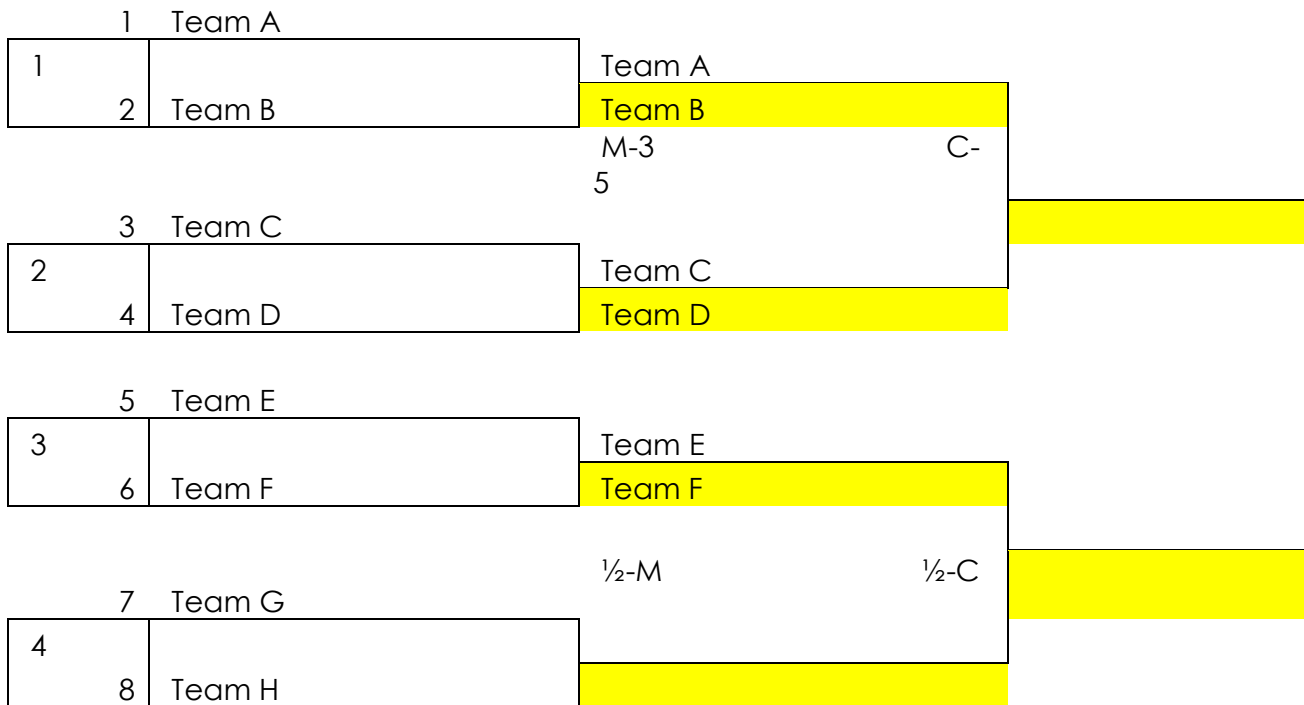 1 Team A
1 Team A
2 Team B Team B
M-3 C-
5
3 Team C
2 Team C
4 Team D Team D
5 Team E
3 Team E
6 Team F Team F
½-M ½-C
7 Team G
4
8 Team H